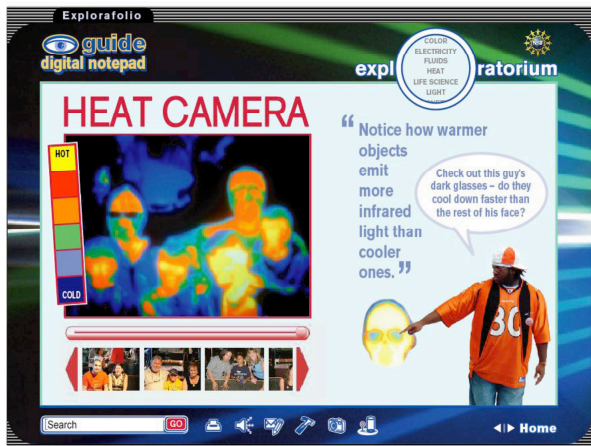 Explorafolio
guide
digital notepad
expl ratorium
COLOR
ELECTRICITY
FLUIDS
HEAT
LIFE SCIENCE
LIGHT
HEAT CAMERA
HOT
COLD
“ Notice how warmer
objects
emit
more
infrared
light than
cooler
ones. ”
Check out this guy's
dark glasses – do they
cool down faster than
the rest of his face?
80
Search
GO
Home